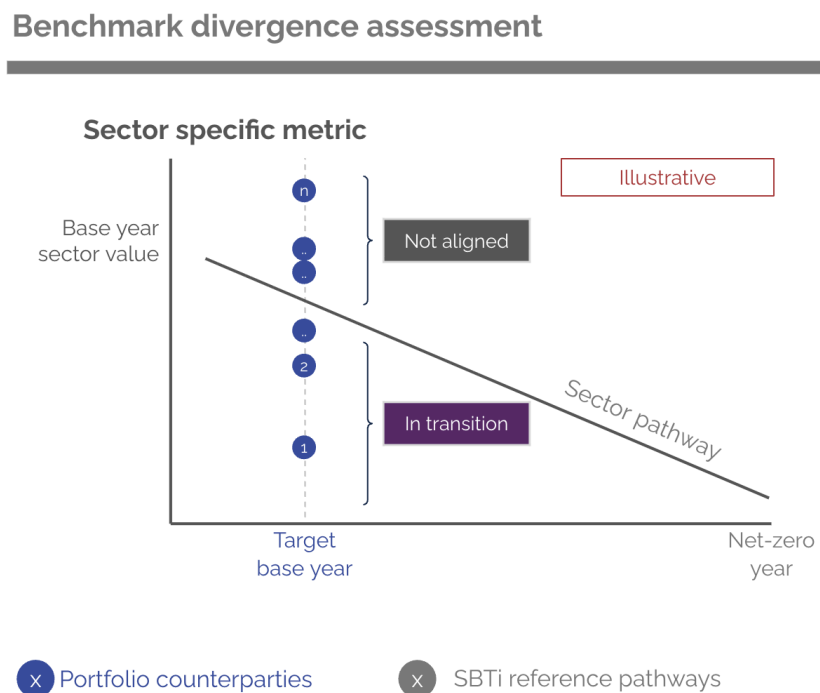 Benchmark divergence assessment
Sector specific metric
Illustrative
n
Base year
sector value
Not aligned
..
..
..
2
In transition
Sector pathway
1
Target
base year
Net-zero
year
x Portfolio counterparties
x SBTi reference pathways